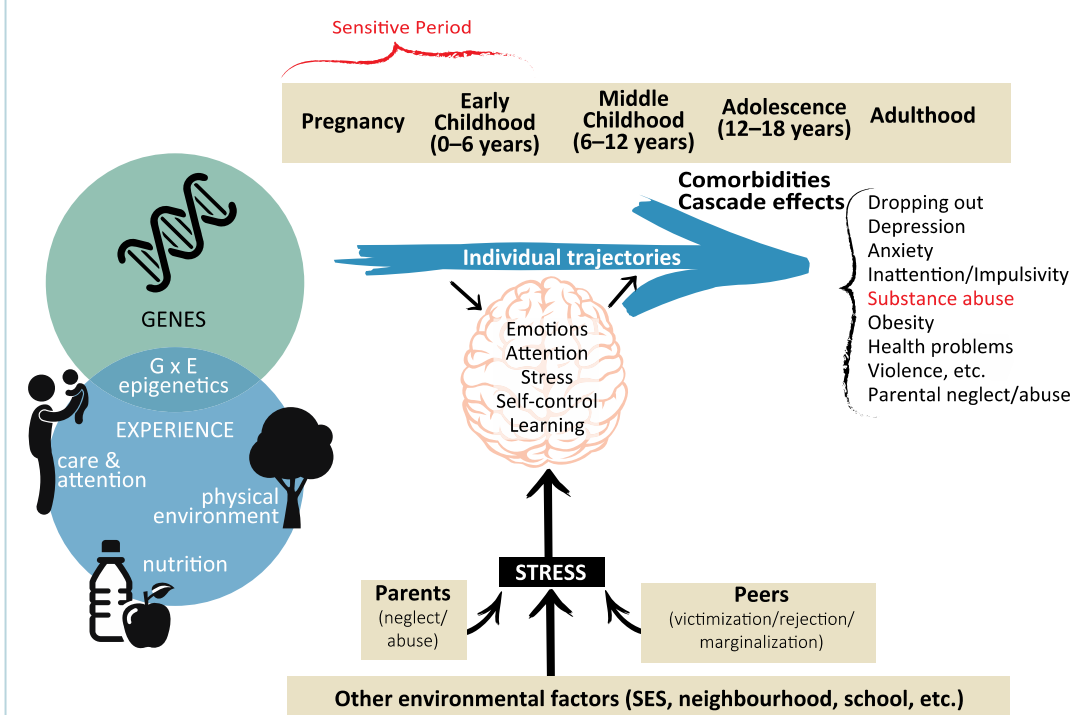 Sensitive Period
Pregnancy
Early
Childhood
(0–6 years)
Middle
Childhood
(6–12 years)
Adolescence
(12–18 years)
Adulthood
GENES
G x E
epigenetics
EXPERIENCE
care &
attention
physical
environment
nutrition
Comorbidities
Cascade effects
Individual trajectories
Emotions
Attention
Stress
Self-control
Learning
Dropping out
Depression
Anxiety
Inattention/Impulsivity
Substance abuse
Obesity
Health problems
Violence, etc.
Parental neglect/abuse
STRESS
Parents
(neglect/
abuse)
Peers
(victimization/rejection/
marginalization)
Other environmental factors (SES, neighbourhood, school, etc.)